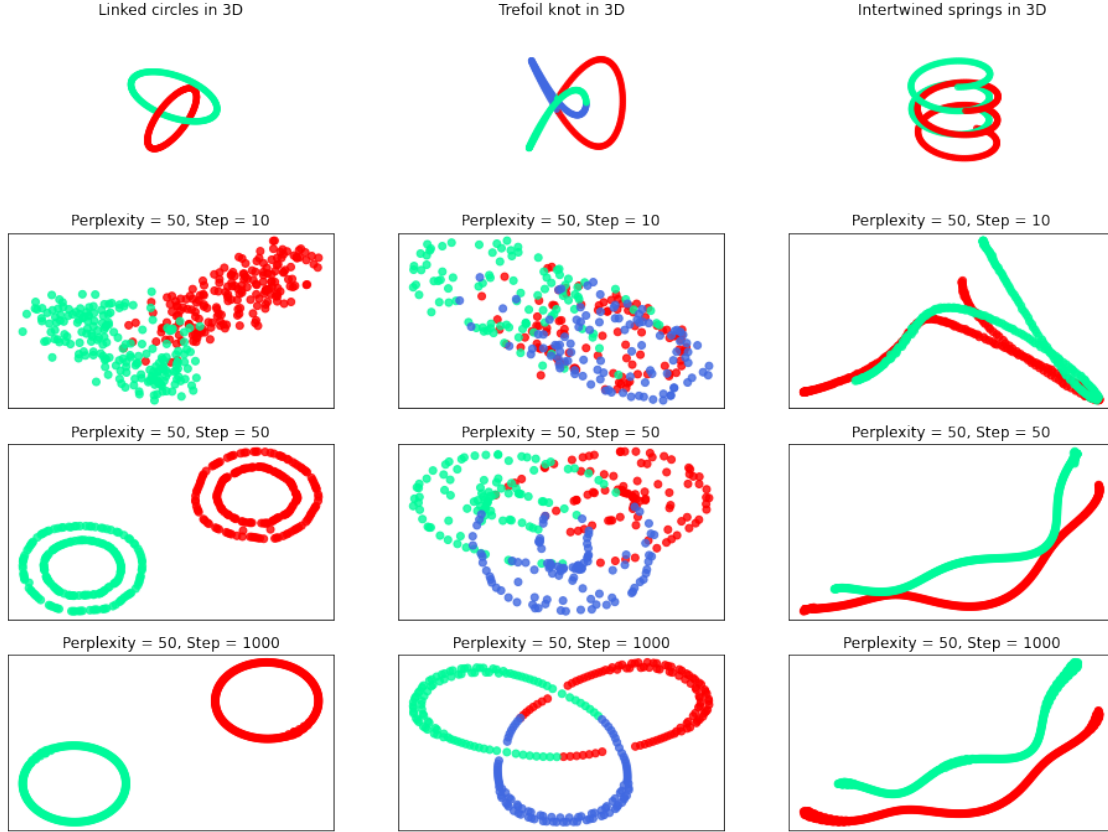 Linked circles in 3D
Trefoil knot in 3D
Intertwined springs in 3D
Perplexity = 50, Step = 10
Perplexity = 50, Step = 10
Perplexity = 50, Step = 10
Perplexity = 50, Step = 50
Perplexity = 50, Step = 50
Perplexity = 50, Step = 50
Perplexity = 50, Step = 1000
Perplexity = 50, Step = 1000
Perplexity = 50, Step = 1000